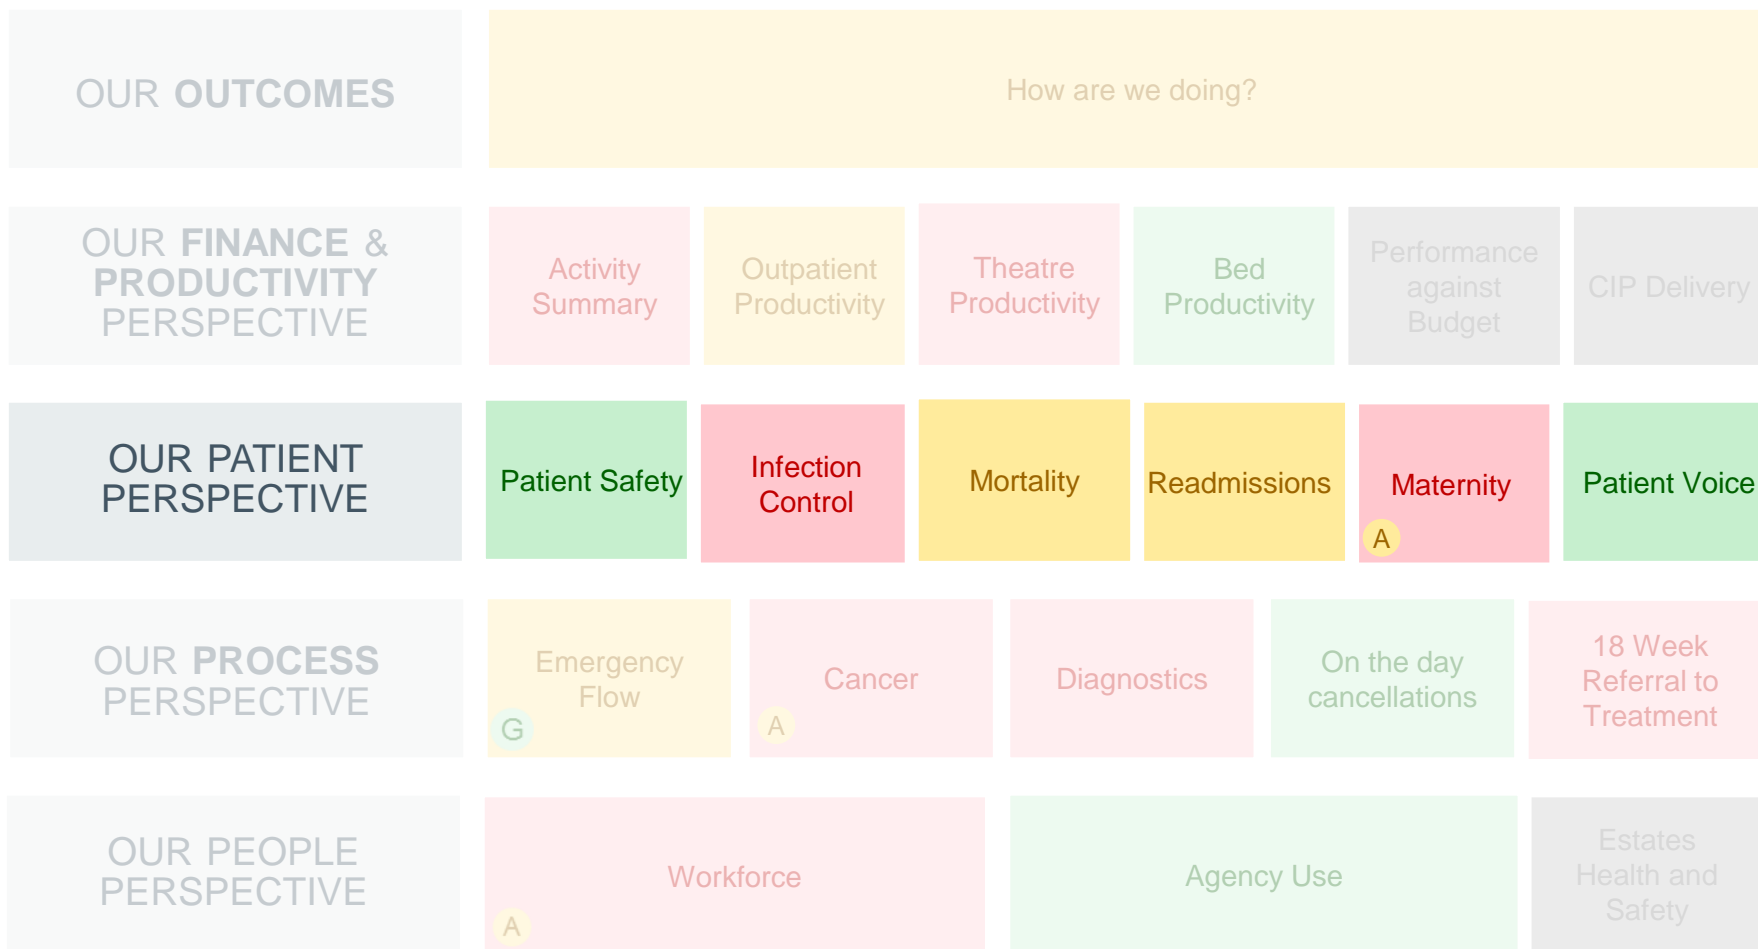 OUR OUTCOMES
How are we doing?
OUR FINANCE &
PRODUCTIVITY
PERSPECTIVE
Activity
Summary
Outpatient
Productivity
Theatre
Productivity
Bed
Productivity
Performance
against
Budget
CIP Delivery
OUR PATIENT
PERSPECTIVE
Patient Safety
Infection
Control
Mortality
Readmissions
Maternity
A
Patient Voice
OUR PROCESS
PERSPECTIVE
Emergency
Flow
G
Cancer
A
Diagnostics
On the day
cancellations
18 Week
Referral to
Treatment
OUR PEOPLE
PERSPECTIVE
Workforce
A
Agency Use
Estates
Health and
Safety